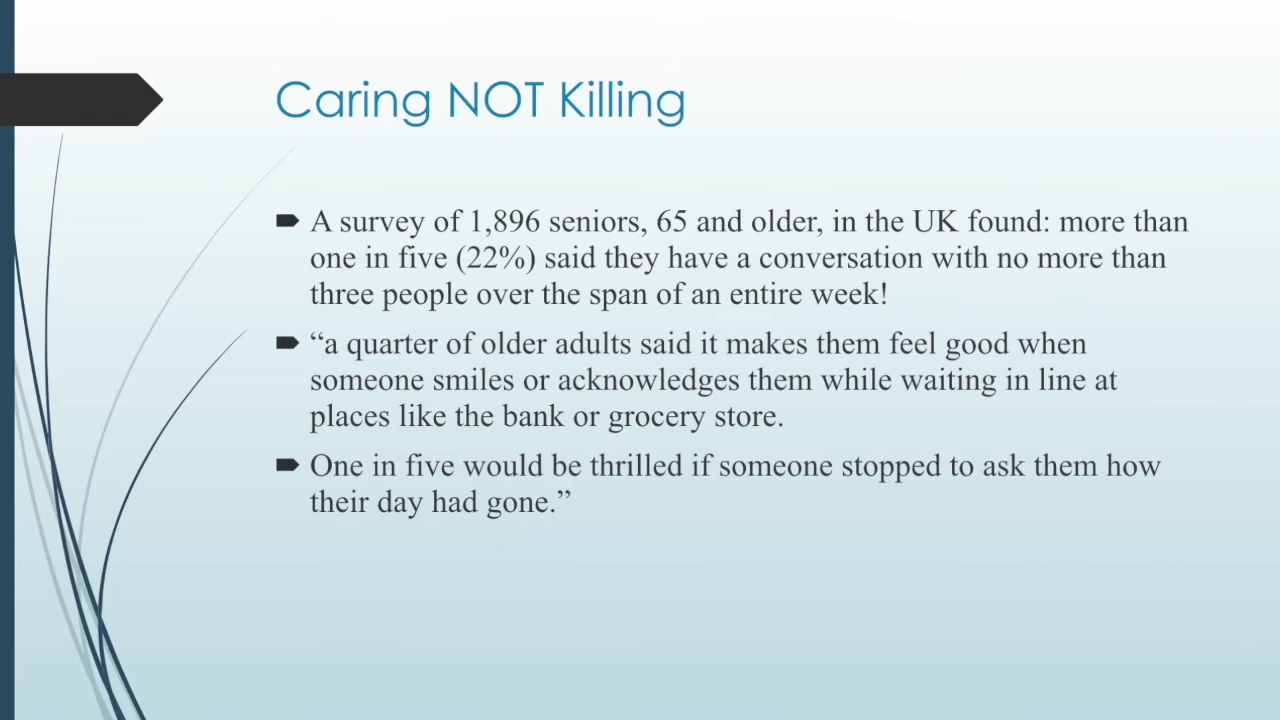 Caring NOT Killing
A survey of 1,896 seniors, 65 and older, in the UK found: more than
one in five (22%) said they have a conversation with no more than
three people over the span of an entire week!
“a quarter of older adults said it makes them feel good when
someone smiles or acknowledges them while waiting in line at
places like the bank or grocery store.
One in five would be thrilled if someone stopped to ask them how
their day had gone.”